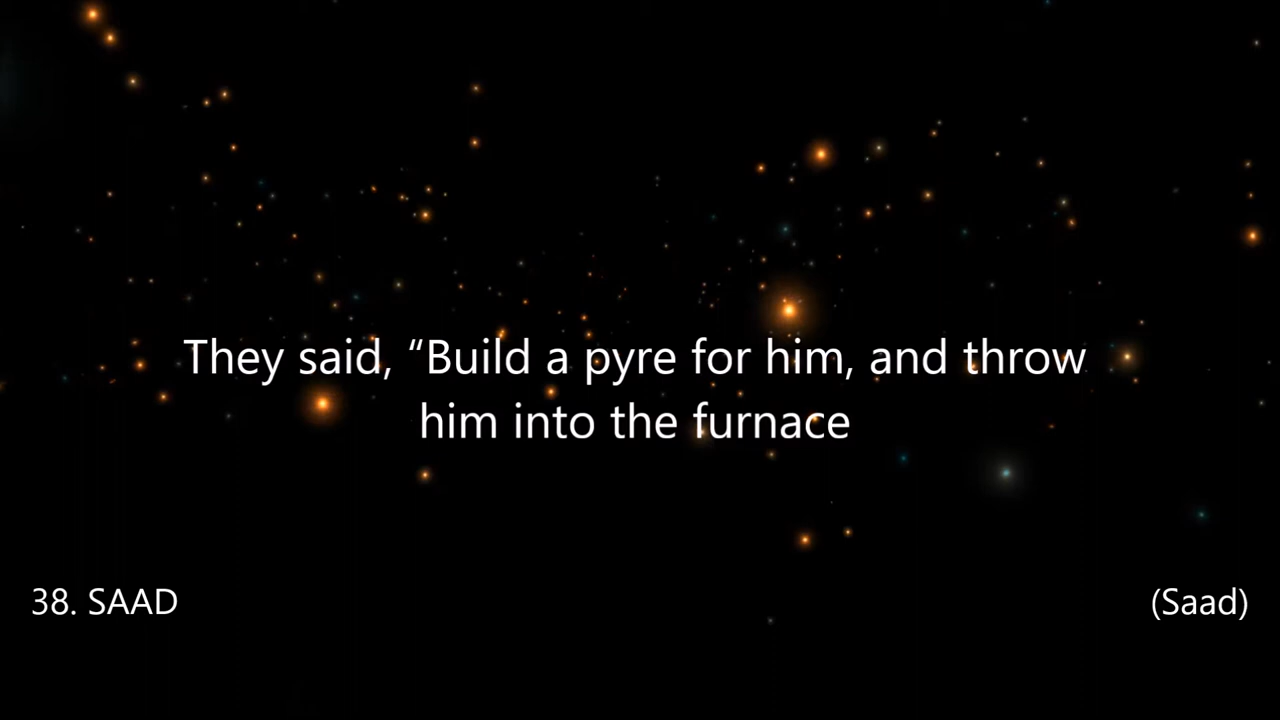 They said, “Build a pyre for him, and throw
him into the furnace
38. SAAD
(Saad)